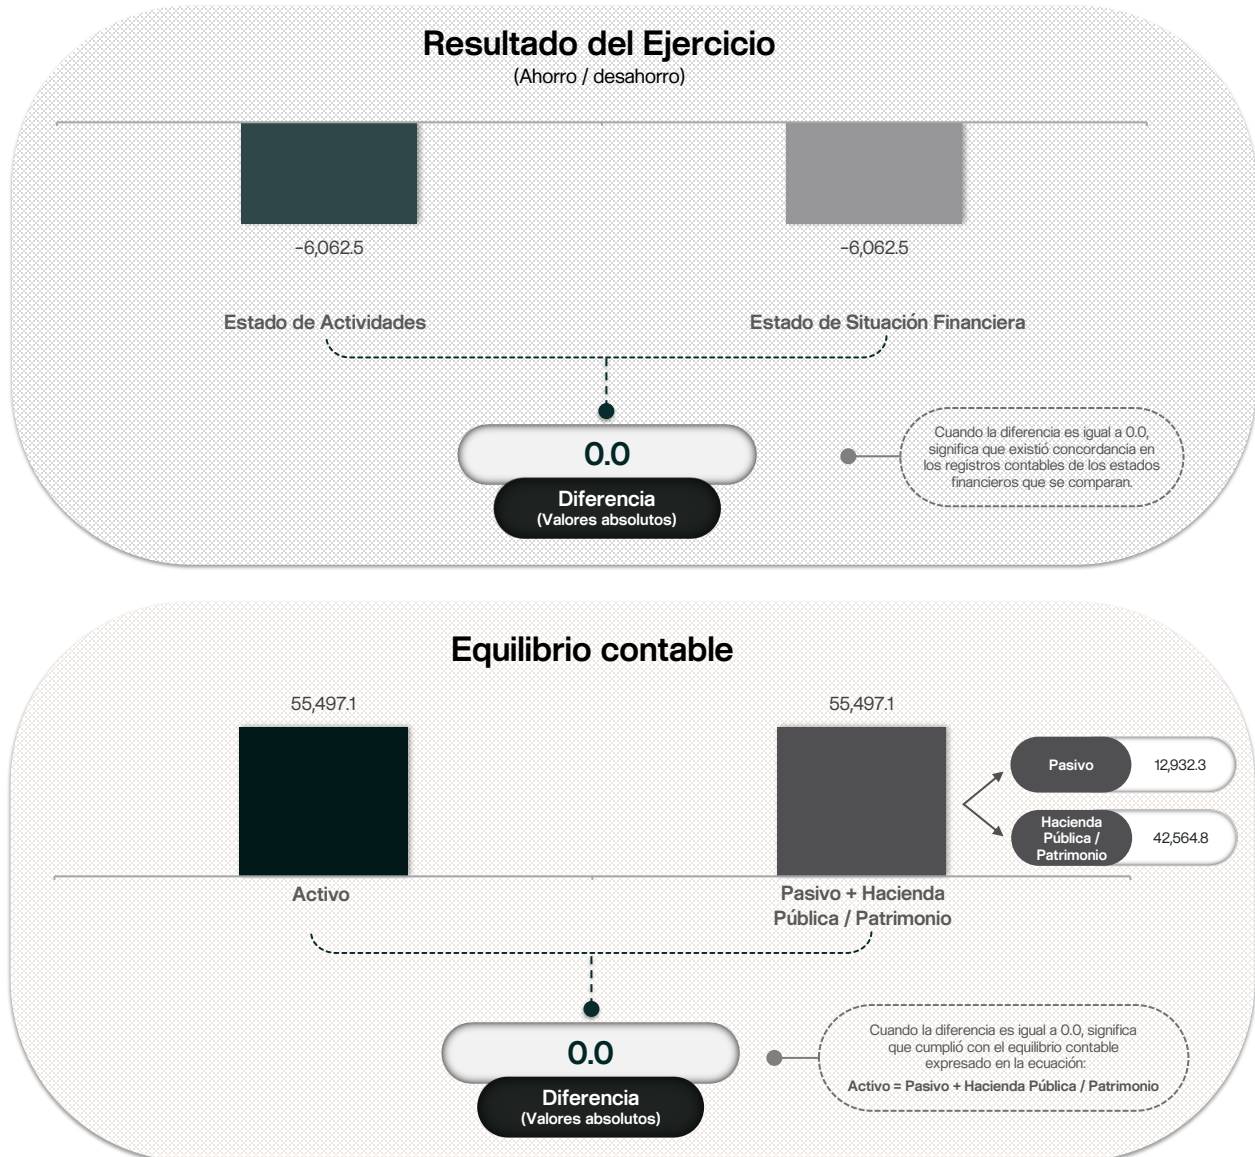 Resultado del Ejercicio
(Ahorro / desahorro)
-6,062.5
-6,062.5
Estado de Actividades
Estado de Situación Financiera
0.0
Diferencia
(Valores absolutos)
Cuando la diferencia es igual a 0.0,
significa que existió concordancia en
los registros contables de los estados
financieros que se comparan.
Equilibrio contable
55,497.1
55,497.1
Pasivo
12,932.3
Hacienda
Pública /
Patrimonio
42,564.8
Activo
Pasivo + Hacienda
Pública / Patrimonio
0.0
Diferencia
(Valores absolutos)
Cuando la diferencia es igual a 0.0, significa
que cumplió con el equilibrio contable
expresado en la ecuación:
Activo = Pasivo + Hacienda Pública / Patrimonio